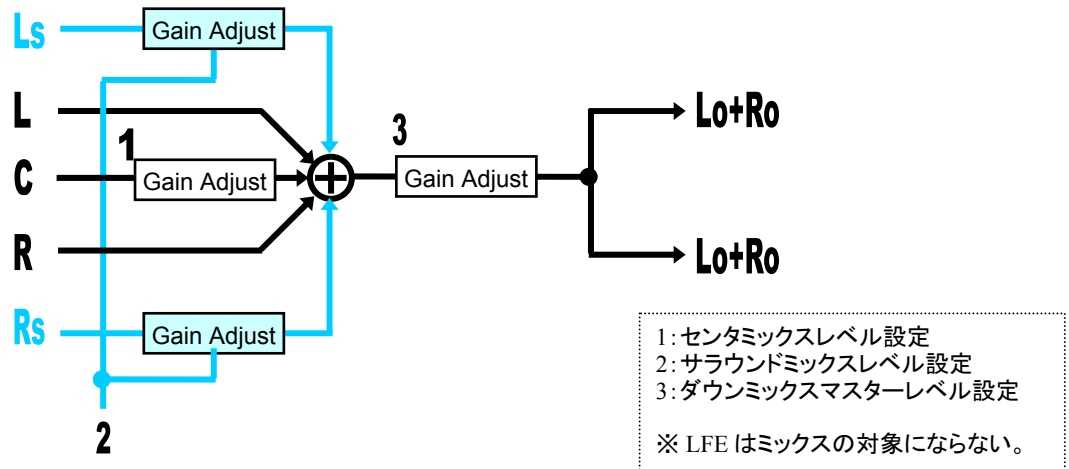 Ls
Gain Adjust
L
Lo+Ro
1
3
C
Gain Adjust
Gain Adjust
R
Lo+Ro
Rs
Gain Adjust
2
1:センタミックスレベル設定
2:サラウンドミックスレベル設定
3:ダウンミックスマスターレベル設定
※ LFE はミックスの対象にならない。